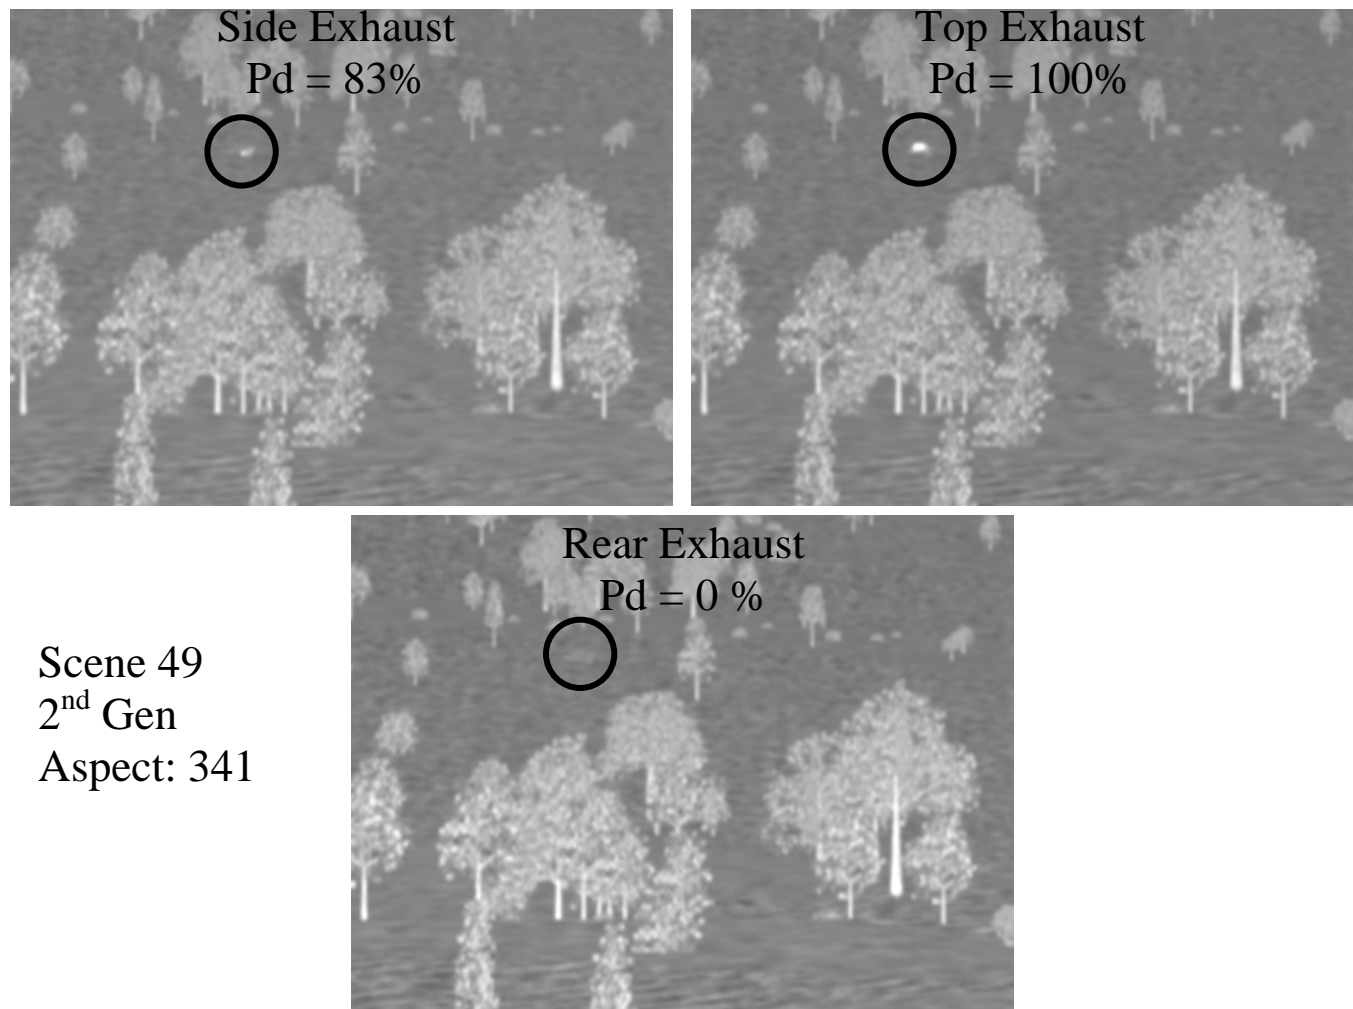 Side Exhaust
Pd = 83%
Top Exhaust
Pd = 100%
Rear Exhaust
Pd = 0 %
Scene 49
2nd Gen
Aspect: 341